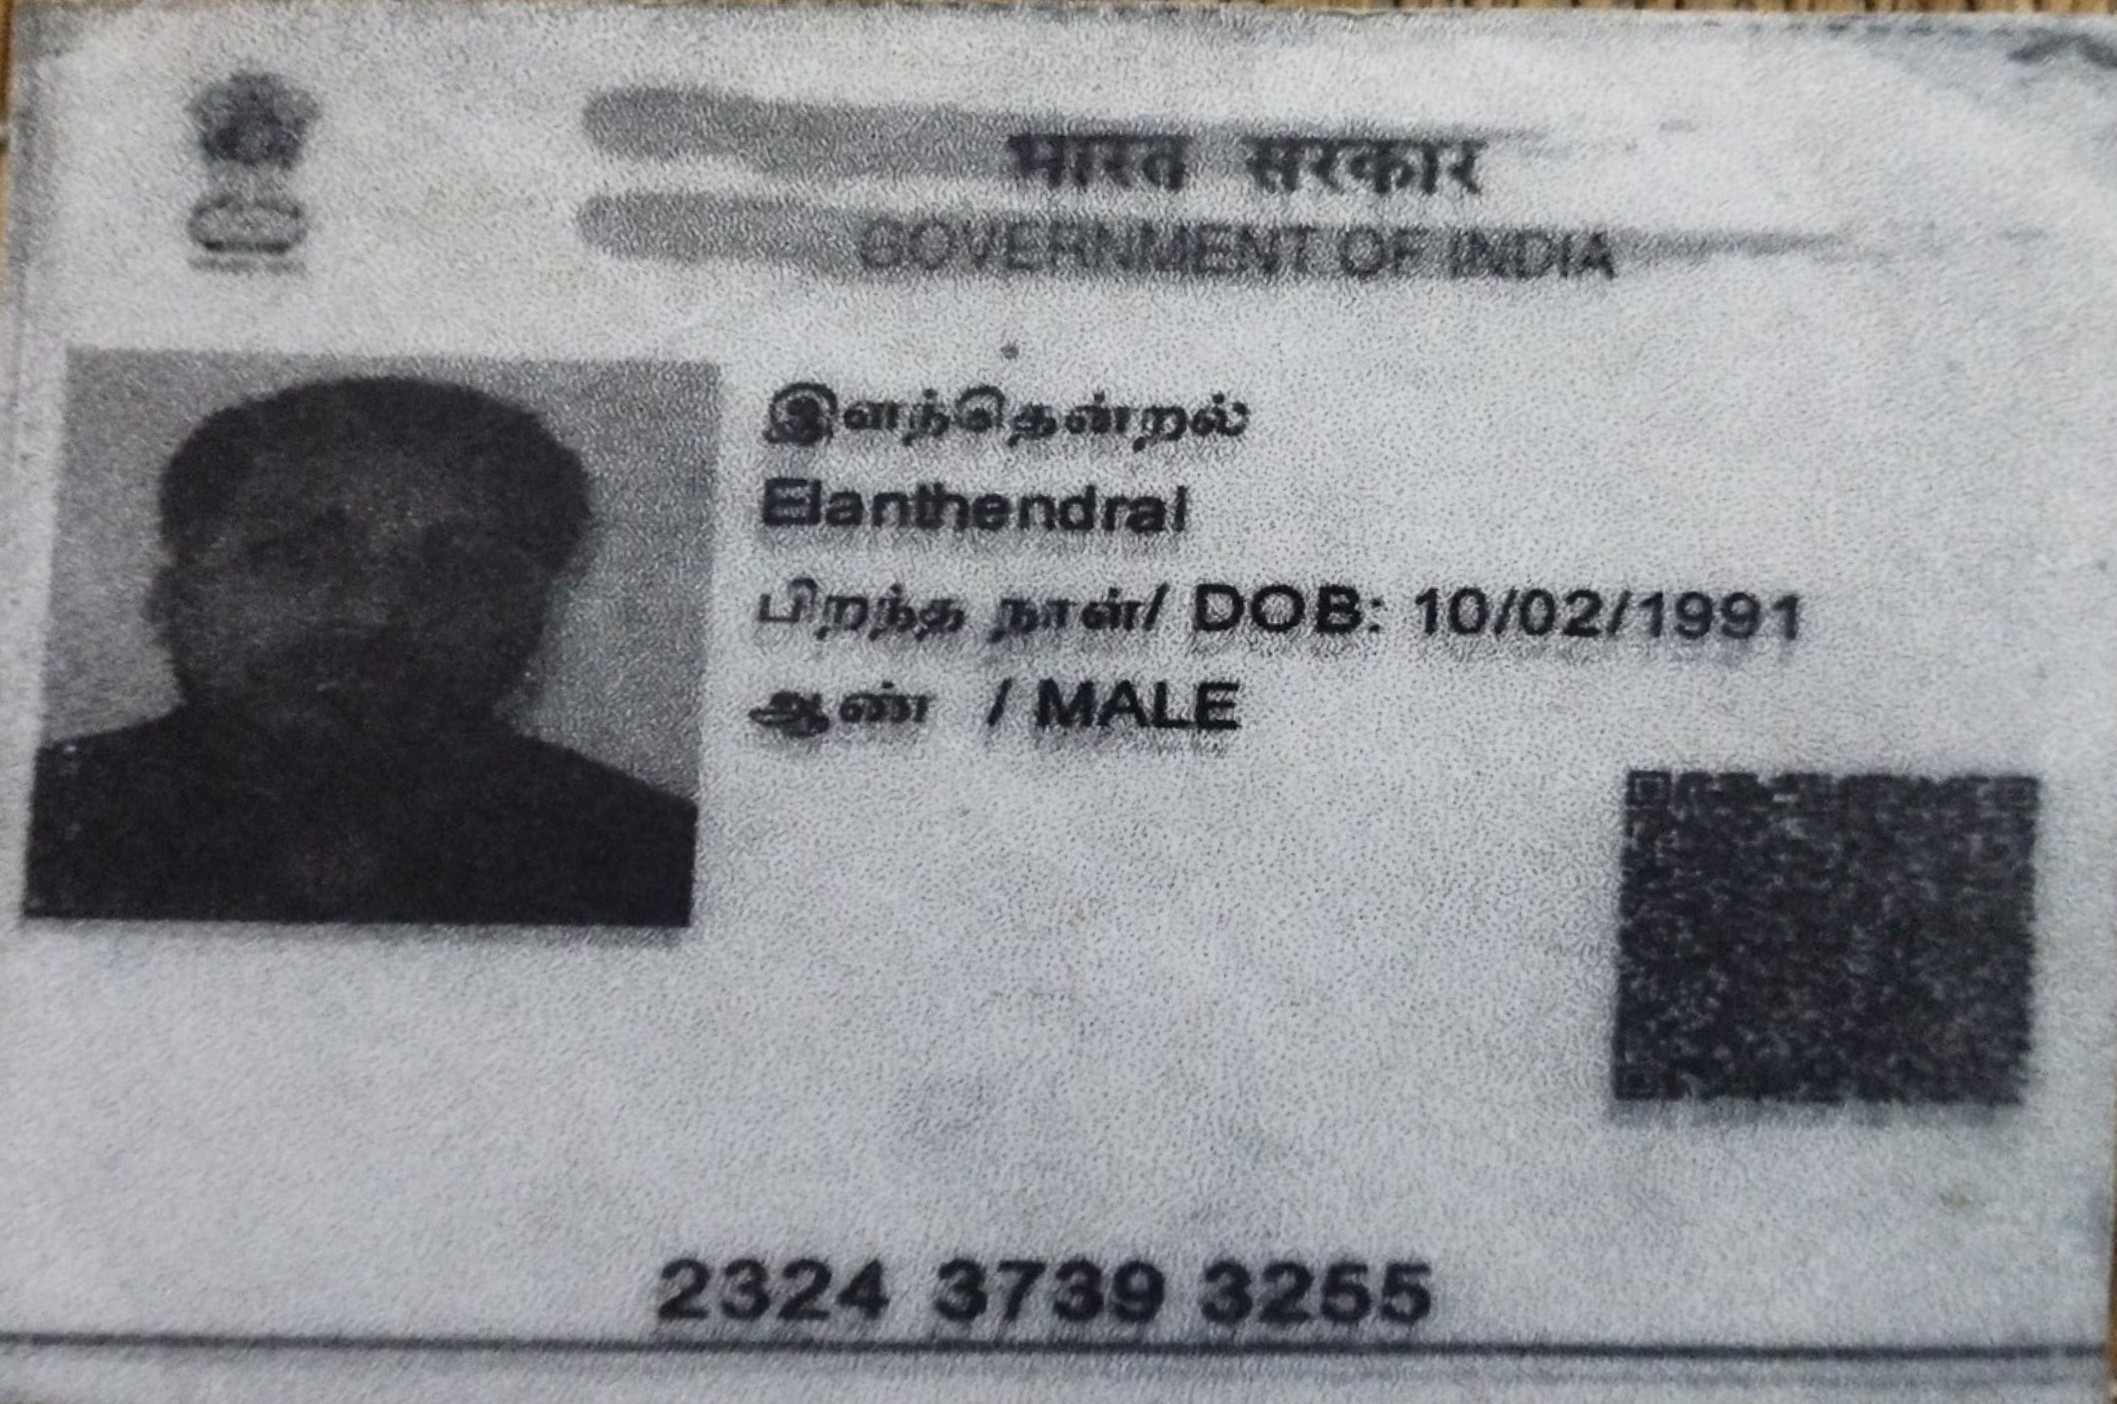 भारत सरकार
GOVERNMENT OF INDIA
இளந்தென்றல்
Elanthendral
பிறந்த நாள்/ DOB: 10/02/1991
ஆண் / MALE
2324 3739 3255